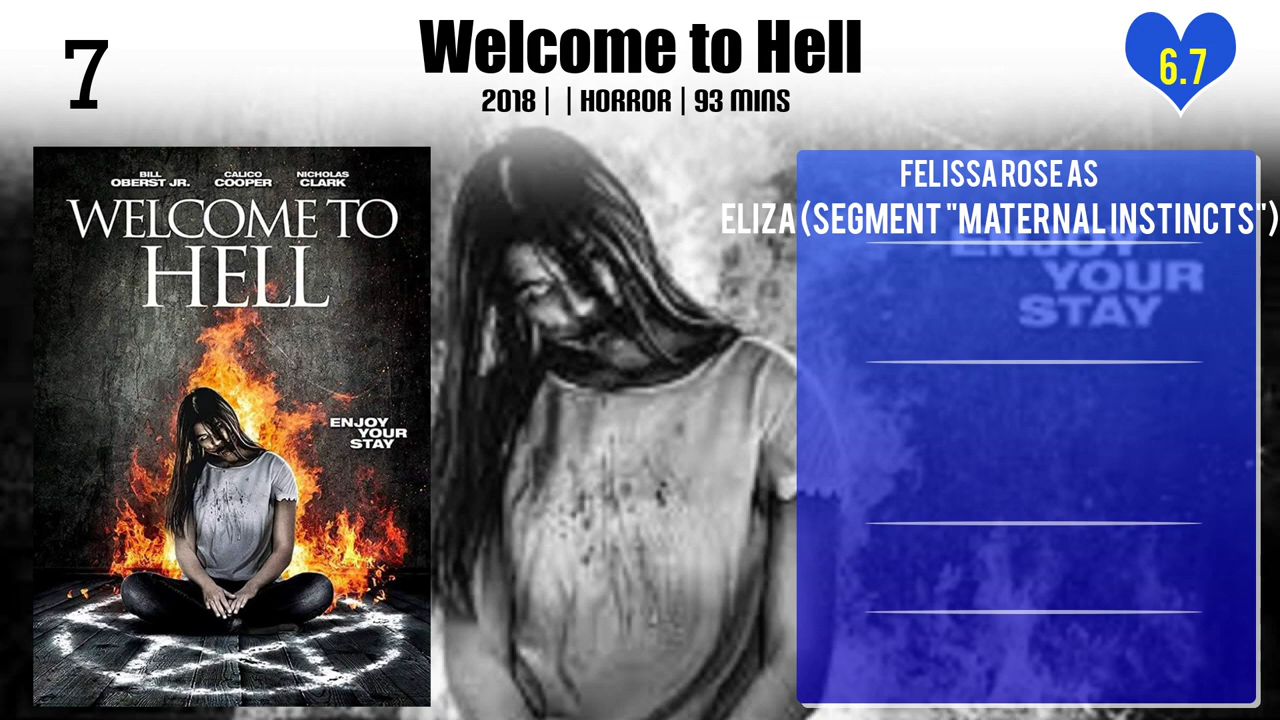 7
Welcome to Hell
2018 | | HORROR | 93 MINS
6.7
BILL OBERST JR.
CALICO COOPER
NICHOLAS CLARK
WELCOME TO
HELL
ENJOY
YOUR
STAY
FELISSA ROSE AS
ELIZA (SEGMENT "MATERNAL INSTINCTS")
ENJOY
YOUR
STAY